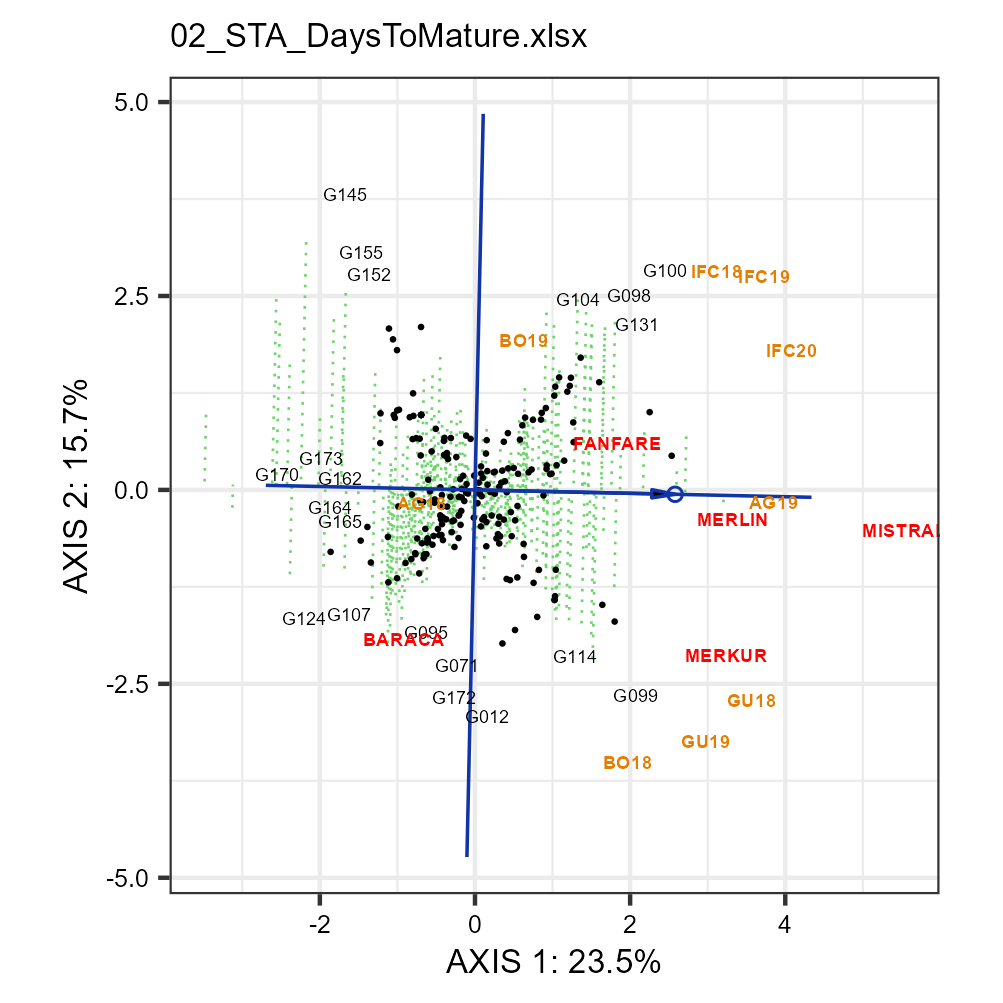 02_STA_DaysToMature.xlsx
5.0
G145
G155
G152
G100
IFC18
IFC19
2.5
G104
G098
G131
BO19
IFC20
AXIS 2: 15.7%
FANFARE
G173
G170
G162
0.0
AG18
AG19
G164
G165
MERLIN
G124
G107
G095
BARACA
G071
G114
MERKUR
-2.5
G172
G099
GU18
G012
GU19
BO18
-5.0
-2
0
2
4
AXIS 1: 23.5%